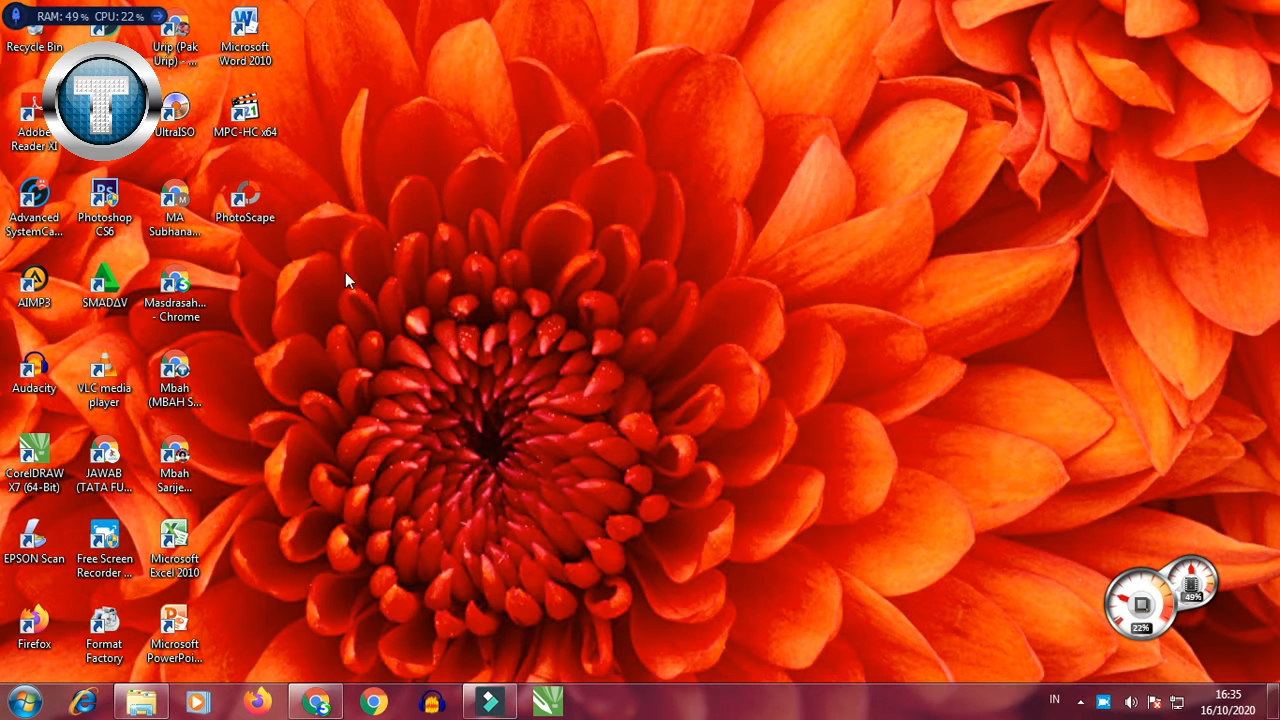 RAM: 49% CPU: 22%
Recycle Bin
Urip (Pak
Urip) - ...
Microsoft
Word 2010
T
Adobe
Reader XI
UltraISO
MPC-HC x64
21
Advanced
SystemCa...
Ps
Photoshop
CS6
M
MA
Subhana...
PhotoScape
AIMP3
SMADΔV
Masdrasah...
- Chrome
Audacity
VLC media
player
Mbah
(MBAH S...
CorelDRAW
X7 (64-Bit)
JAWAB
(TATA FU...
Mbah
Sarije...
EPSON Scan
Free Screen
Recorder ...
Microsoft
Excel 2010
Firefox
Format
Factory
Microsoft
PowerPoi...
49%
22%
IN
16:35
16/10/2020